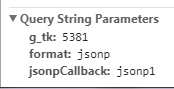 ▼ Query String Parameters
g_tk: 5381
format: jsonp
jsonpCallback: jsonp1